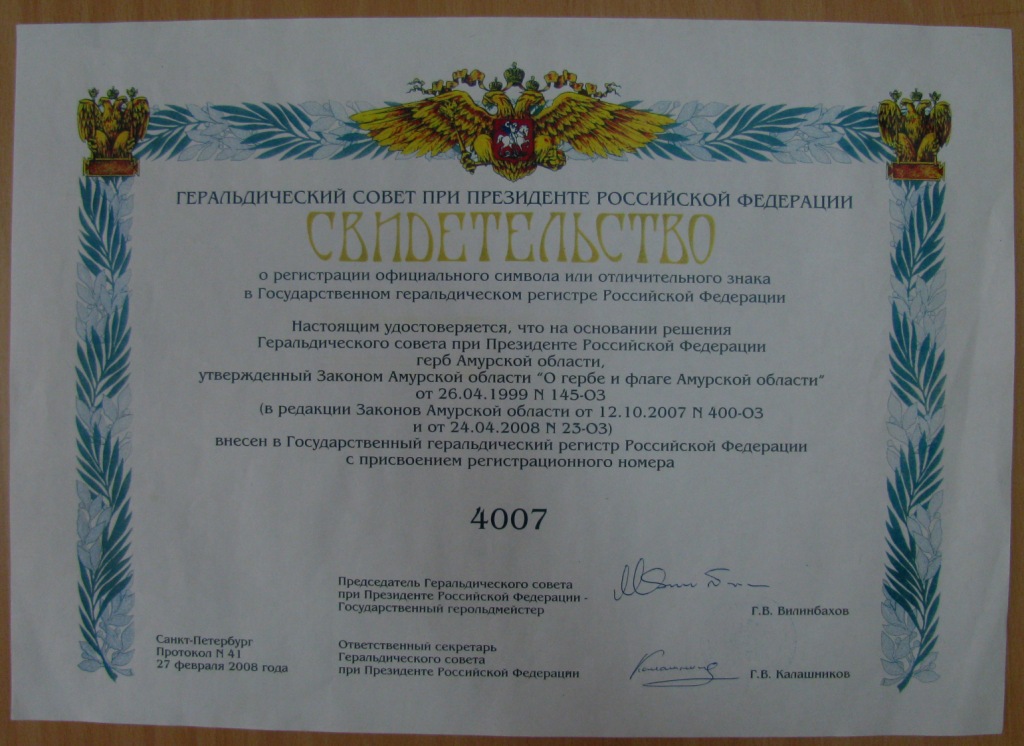 ГЕРАЛЬДИЧЕСКИЙ СОВЕТ ПРИ ПРЕЗИДЕНТЕ РОССИЙСКОЙ ФЕДЕРАЦИИ
СВИДЕТЕЛЬСТВО
о регистрации официального символа или отличительного знака
в Государственном геральдическом регистре Российской Федерации
Настоящим удостоверяется, что на основании решения
Геральдического совета при Президенте Российской Федерации
герб Амурской области,
утвержденный Законом Амурской области "О гербе и флаге Амурской области"
от 26.04.1999 N 145-ОЗ
(в редакции Законов Амурской области от 12.10.2007 N 400-ОЗ
и от 24.04.2008 N 23-ОЗ)
внесен в Государственный геральдический регистр Российской Федерации
с присвоением регистрационного номера
4007
Председатель Геральдического совета
при Президенте Российской Федерации -
Государственный герольдмейстер
Г.В. Вилинбахов
Санкт-Петербург
Протокол N 41
27 февраля 2008 года
Ответственный секретарь
Геральдического совета
при Президенте Российской Федерации
Г.В. Калашников